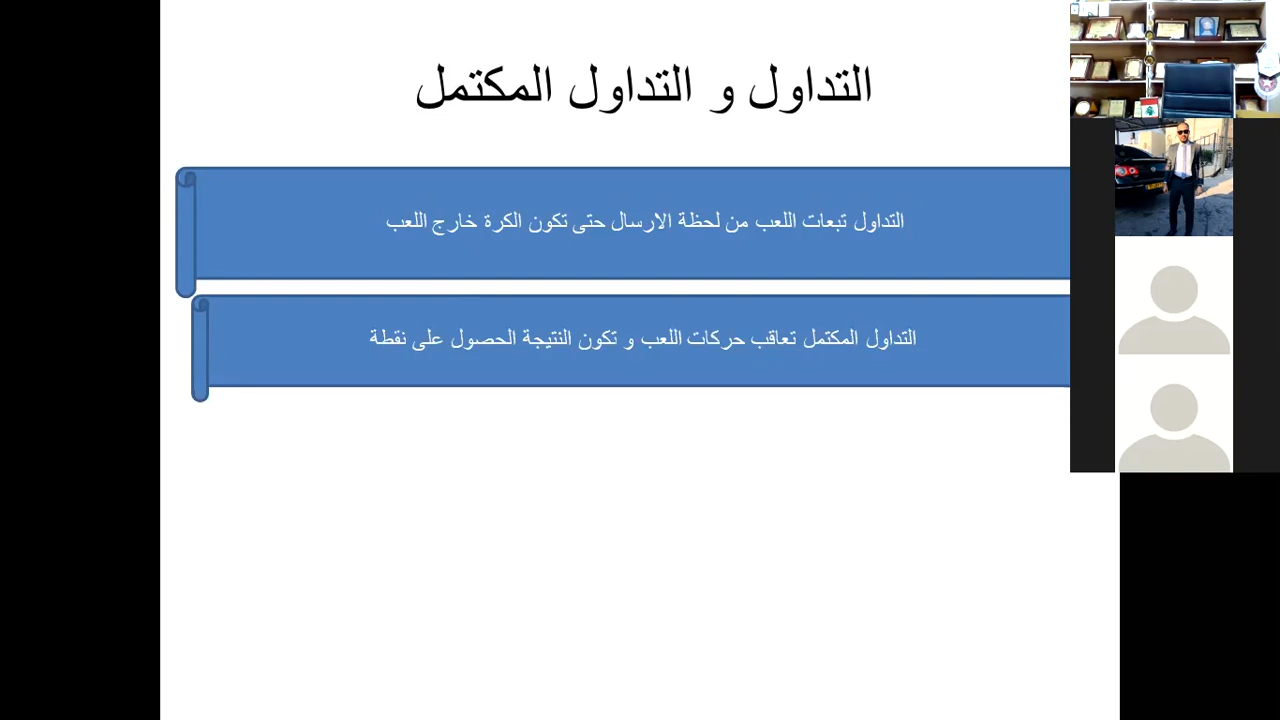 التداول و التداول المكتمل
التداول تبعات اللعب من لحظة الارسال حتى تكون الكرة خارج اللعب
التداول المكتمل تعاقب حركات اللعب و تكون النتيجة الحصول على نقطة